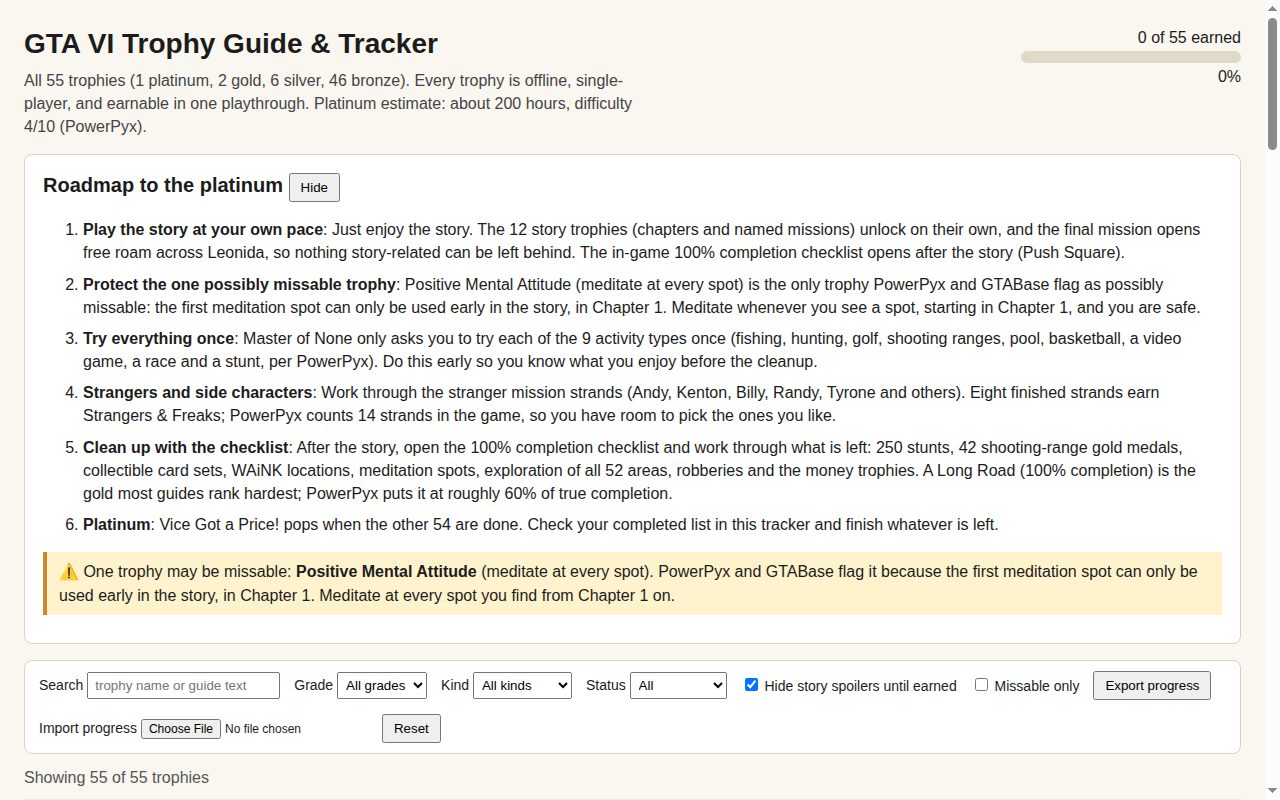 GTA VI Trophy Guide & Tracker
0 of 55 earned
0%
All 55 trophies (1 platinum, 2 gold, 6 silver, 46 bronze). Every trophy is offline, single-
player, and earnable in one playthrough. Platinum estimate: about 200 hours, difficulty
4/10 (PowerPyx).
Roadmap to the platinum Hide
1. Play the story at your own pace: Just enjoy the story. The 12 story trophies (chapters and named missions) unlock on their own, and the final mission opens
free roam across Leonida, so nothing story-related can be left behind. The in-game 100% completion checklist opens after the story (Push Square).
2. Protect the one possibly missable trophy: Positive Mental Attitude (meditate at every spot) is the only trophy PowerPyx and GTABase flag as possibly
missable: the first meditation spot can only be used early in the story, in Chapter 1. Meditate whenever you see a spot, starting in Chapter 1, and you are safe.
3. Try everything once: Master of None only asks you to try each of the 9 activity types once (fishing, hunting, golf, shooting ranges, pool, basketball, a video
game, a race and a stunt, per PowerPyx). Do this early so you know what you enjoy before the cleanup.
4. Strangers and side characters: Work through the stranger mission strands (Andy, Kenton, Billy, Randy, Tyrone and others). Eight finished strands earn
Strangers & Freaks; PowerPyx counts 14 strands in the game, so you have room to pick the ones you like.
5. Clean up with the checklist: After the story, open the 100% completion checklist and work through what is left: 250 stunts, 42 shooting-range gold medals,
collectible card sets, WAiNK locations, meditation spots, exploration of all 52 areas, robberies and the money trophies. A Long Road (100% completion) is the
gold most guides rank hardest; PowerPyx puts it at roughly 60% of true completion.
6. Platinum: Vice Got a Price! pops when the other 54 are done. Check your completed list in this tracker and finish whatever is left.
⚠️ One trophy may be missable: Positive Mental Attitude (meditate at every spot). PowerPyx and GTABase flag it because the first meditation spot can only be
used early in the story, in Chapter 1. Meditate at every spot you find from Chapter 1 on.
Search trophy name or guide text Grade All grades Kind All kinds Status All Hide story spoilers until earned Missable only Export progress
Import progress Choose File No file chosen Reset
Showing 55 of 55 trophies